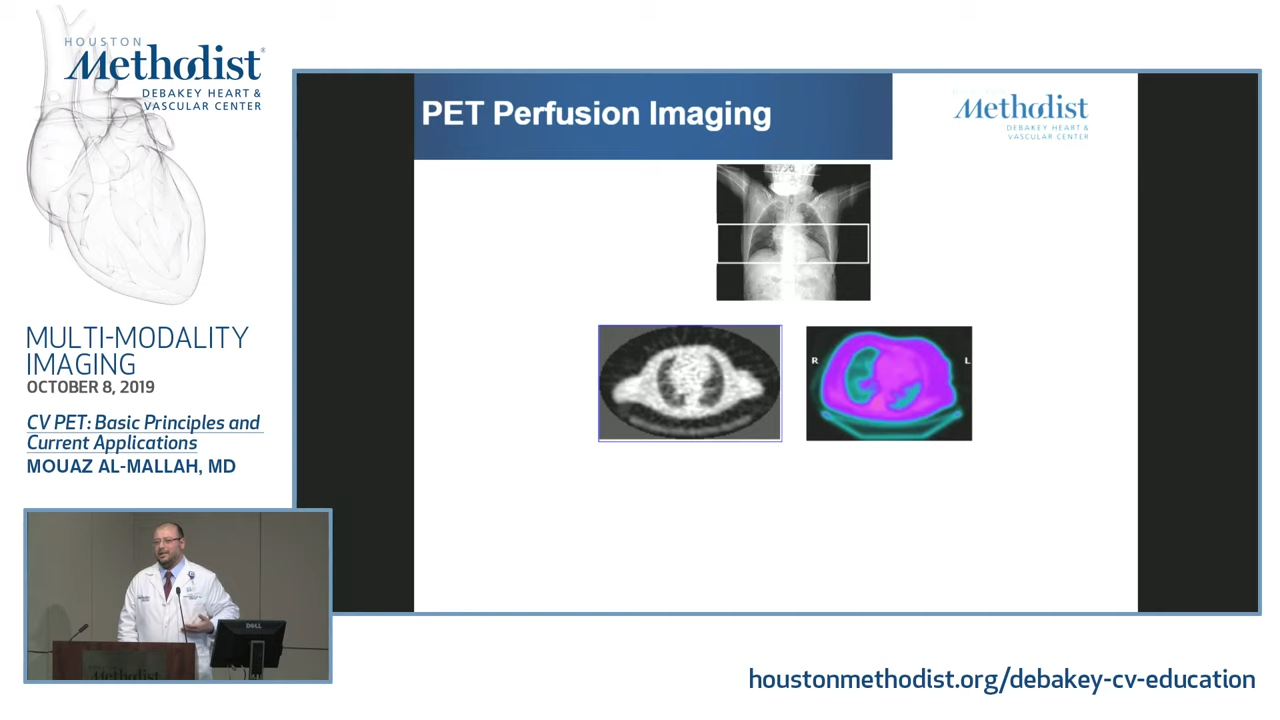 HOUSTON
Methodist
DEBAKEY HEART &
VASCULAR CENTER
MULTI-MODALITY
IMAGING
OCTOBER 8, 2019
CV PET: Basic Principles and
Current Applications
MOUAZ AL-MALLAH, MD
PET Perfusion Imaging
Methodist
DEBAKEY HEART &
VASCULAR CENTER
R
L
DELL
Methodist
houstonmethodist.org/debakey-cv-education